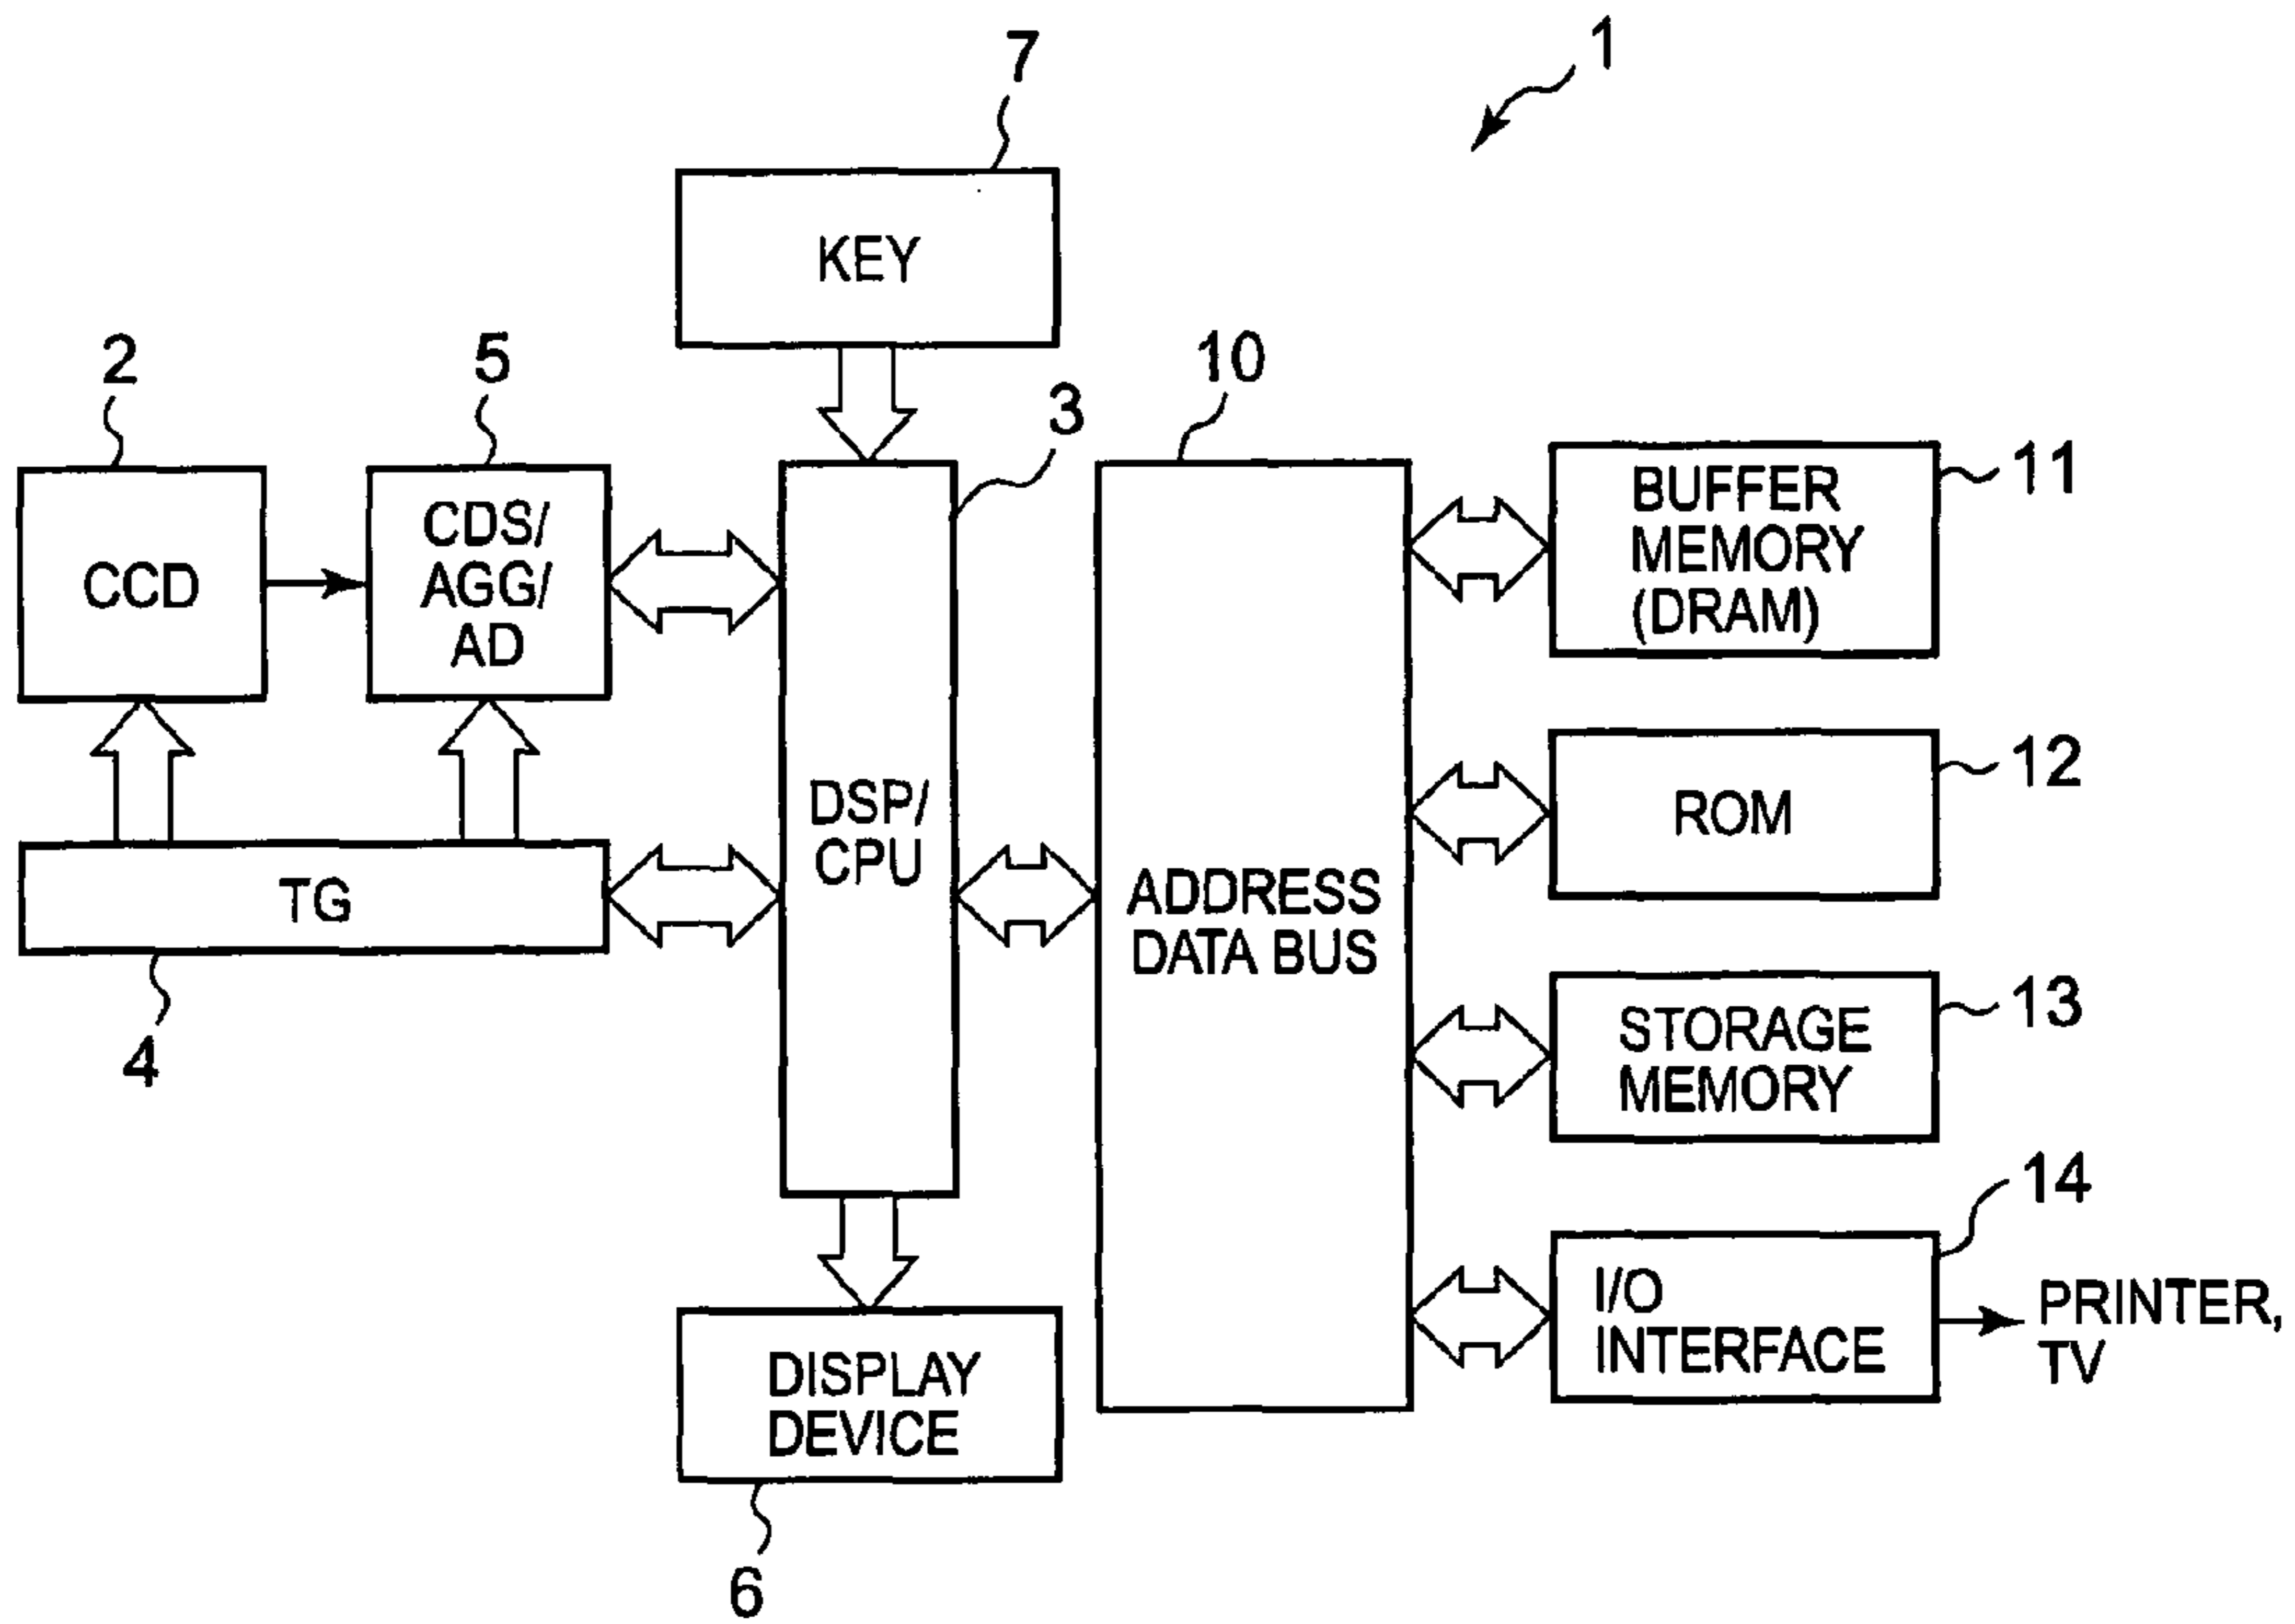 1
7
KEY
2
5
3
10
11
CCD
CDS/
AGG/
AD
BUFFER
MEMORY
(DRAM)
12
DSP/
CPU
ROM
TG
ADDRESS
DATA BUS
4
13
STORAGE
MEMORY
14
I/O
INTERFACE
PRINTER,
TV
DISPLAY
DEVICE
6